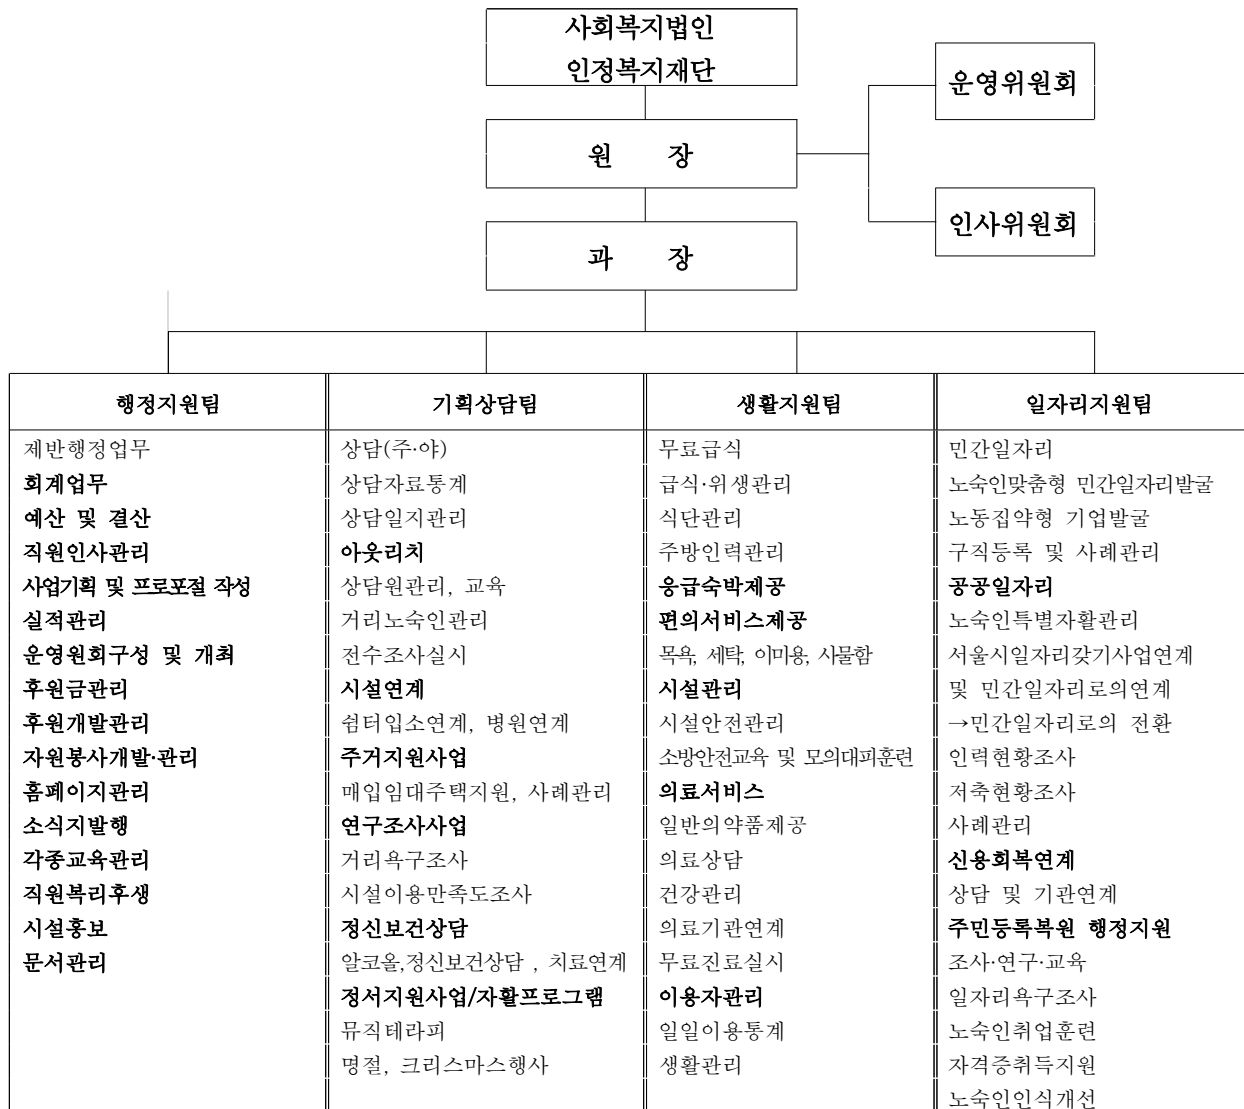 사회복지법인
인정복지재단
운영위원회
원 장
인사위원회
과 장
행정지원팀
제반행정업무
회계업무
예산 및 결산
직원인사관리
사업기획 및 프로포절 작성
실적관리
운영원회구성 및 개최
후원금관리
후원개발관리
자원봉사개발·관리
홈페이지관리
소식지발행
각종교육관리
직원복리후생
시설홍보
문서관리
기획상담팀
상담(주·야)
상담자료통계
상담일지관리
아웃리치
상담원관리, 교육
거리노숙인관리
전수조사실시
시설연계
쉼터입소연계, 병원연계
주거지원사업
매입임대주택지원, 사례관리
연구조사사업
거리욕구조사
시설이용만족도조사
정신보건상담
알코올,정신보건상담 , 치료연계
정서지원사업/자활프로그램
뮤직테라피
명절, 크리스마스행사
생활지원팀
무료급식
급식·위생관리
식단관리
주방인력관리
응급숙박제공
편의서비스제공
목욕, 세탁, 이미용, 사물함
시설관리
시설안전관리
소방안전교육 및 모의대피훈련
의료서비스
일반의약품제공
의료상담
건강관리
의료기관연계
무료진료실시
이용자관리
일일이용통계
생활관리
일자리지원팀
민간일자리
노숙인맞춤형 민간일자리발굴
노동집약형 기업발굴
구직등록 및 사례관리
공공일자리
노숙인특별자활관리
서울시일자리갖기사업연계
및 민간일자리로의연계
→민간일자리로의 전환
인력현황조사
저축현황조사
사례관리
신용회복연계
상담 및 기관연계
주민등록복원 행정지원
조사·연구·교육
일자리욕구조사
노숙인취업훈련
자격증취득지원
노숙인인식개선